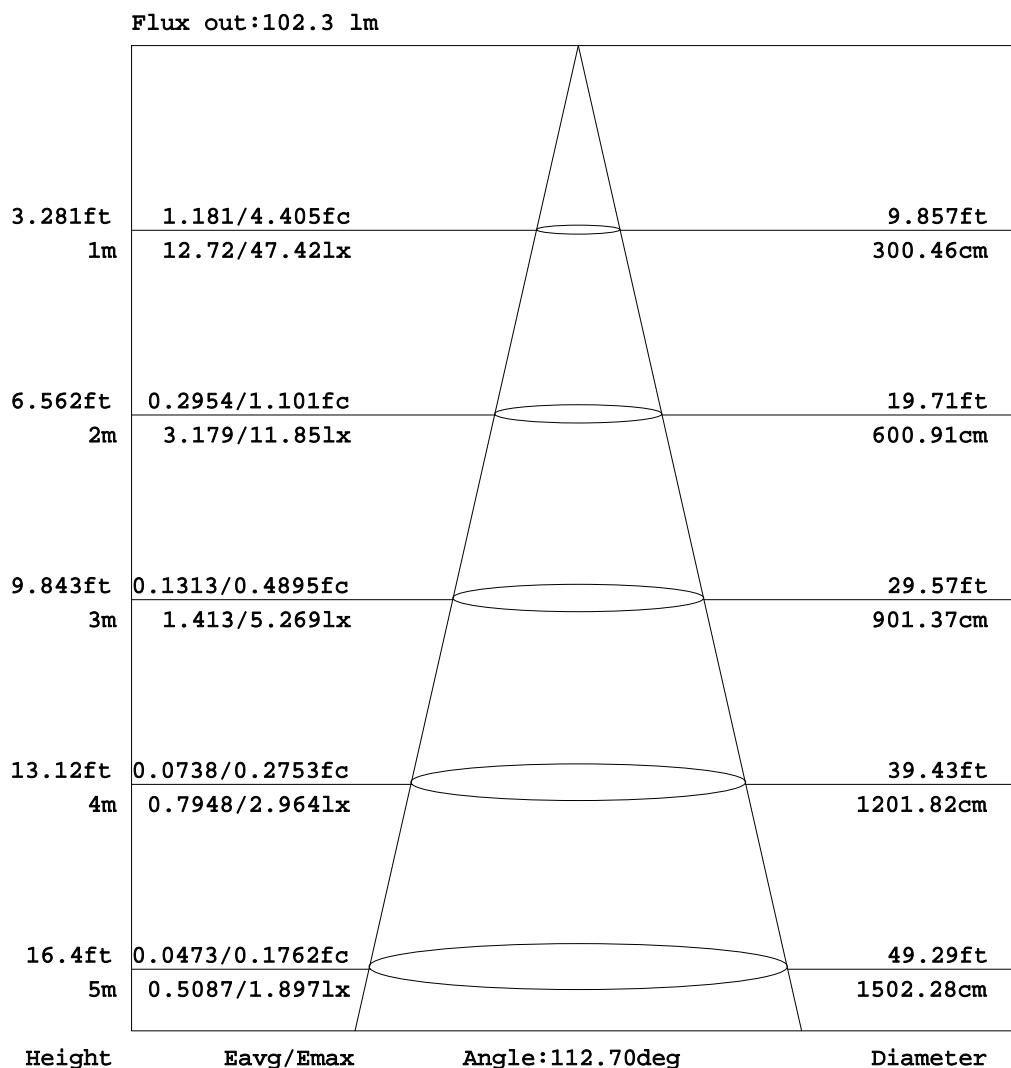 Flux out:102.3 lm
3.281ft 1.181/4.405fc 9.857ft
1m 12.72/47.42lx 300.46cm
6.562ft 0.2954/1.101fc 19.71ft
2m 3.179/11.85lx 600.91cm
9.843ft 0.1313/0.4895fc 29.57ft
3m 1.413/5.269lx 901.37cm
13.12ft 0.0738/0.2753fc 39.43ft
4m 0.7948/2.964lx 1201.82cm
16.4ft 0.0473/0.1762fc 49.29ft
5m 0.5087/1.897lx 1502.28cm
Height Eavg/Emax Angle:112.70deg Diameter